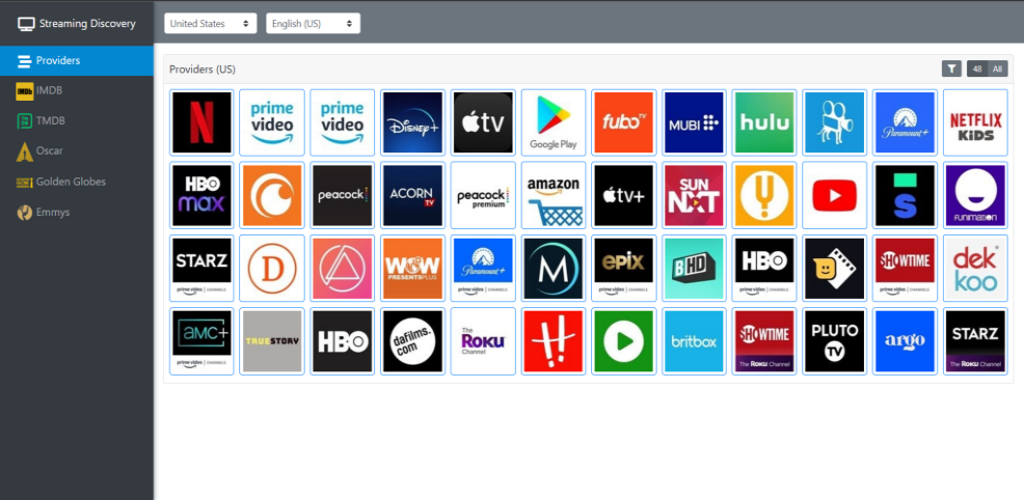 Streaming Discovery
United States
English (US)
Providers
IMDb IMDB
TMDB
Oscar
Golden Globes
Emmys
Providers (US)
48 All
N
prime video
prime video
Disney+
tv
Google Play
fubo TV
MUBI
hulu
Paramount+
NETFLIX KiDS
HBO max
peacock
ACORN TV
peacock premium
amazon
tv+
SUN NXT
Y
S
FUNIMATION
STARZ prime video | CHANNELS
D
WOW PRESENTS PLUS
Paramount+ prime video | CHANNELS
M
epix prime video | CHANNELS
BHD
HBO prime video | CHANNELS
SHOWTIME prime video | CHANNELS
dek koo
aMC+ prime video | CHANNELS
TRUE STORY
HBO
dafilms. com
The ROKU Channel
H
britbox
SHOWTIME The ROKU Channel
PLUTO TV
argo
STARZ The ROKU Channel